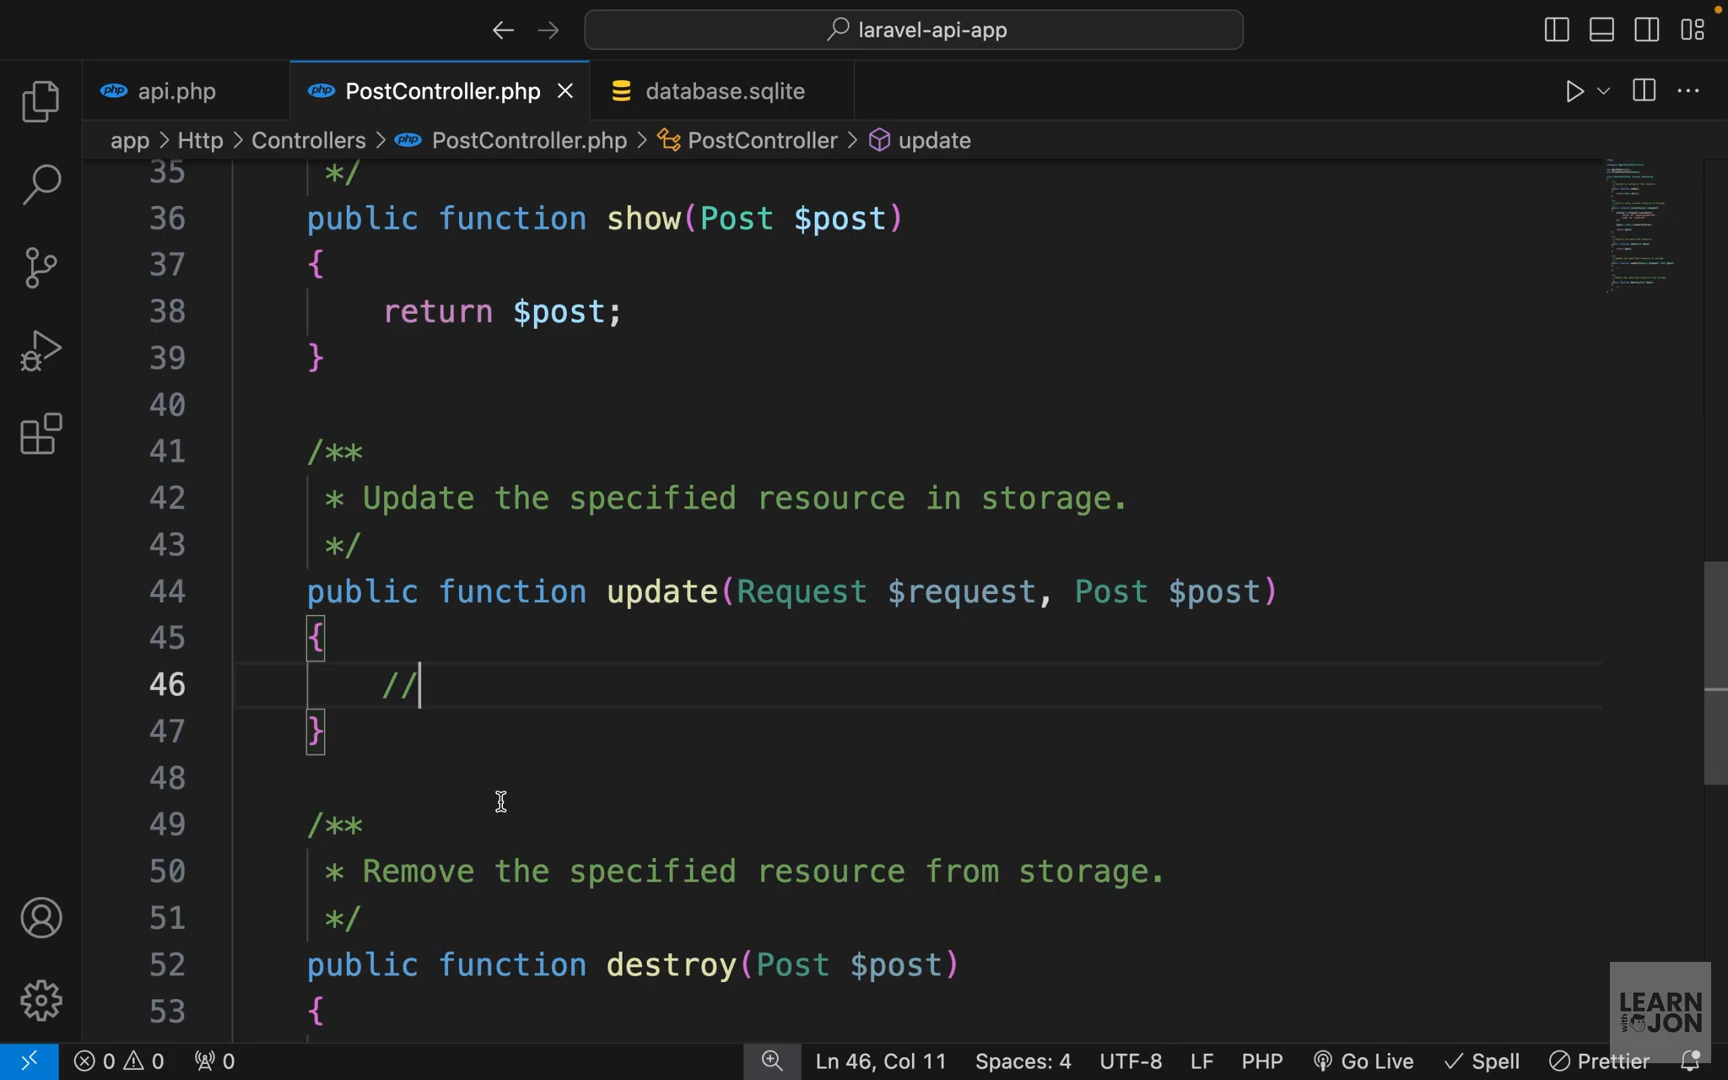 laravel-api-app
php api.php
php PostController.php
database.sqlite
app > Http > Controllers > php PostController.php > PostController > update
35 */
36 public function show(Post $post)
37 {
38 return $post;
39 }
40
41 /**
42 * Update the specified resource in storage.
43 */
44 public function update(Request $request, Post $post)
45 {
46 //
47 }
48
49 /**
50 * Remove the specified resource from storage.
51 */
52 public function destroy(Post $post)
53 {
LEARN
with JON
0 0 0 Ln 46, Col 11 Spaces: 4 UTF-8 LF PHP Go Live Spell Prettier